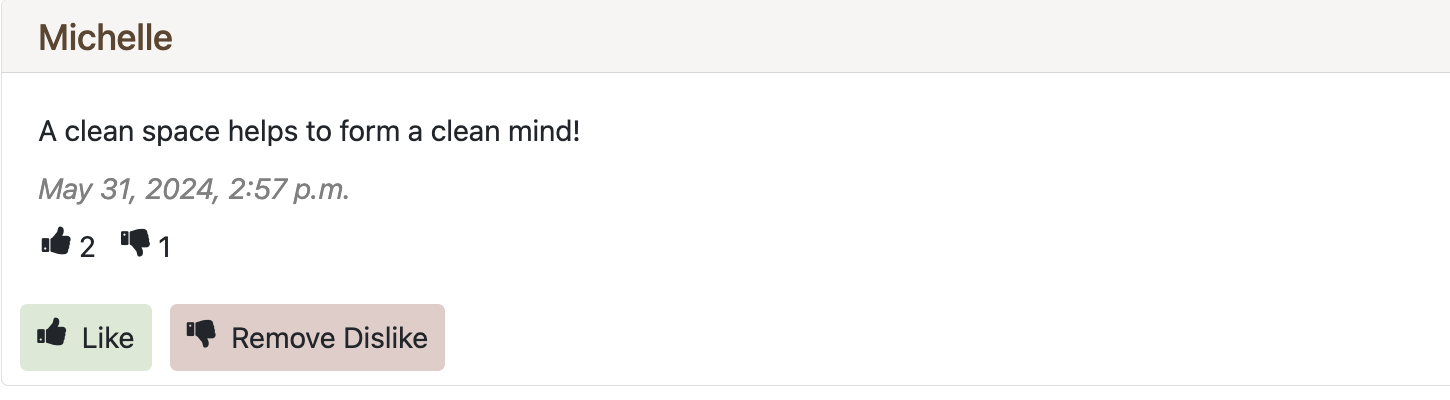 Michelle
A clean space helps to form a clean mind!
May 31, 2024, 2:57 p.m.
2 1
Like Remove Dislike